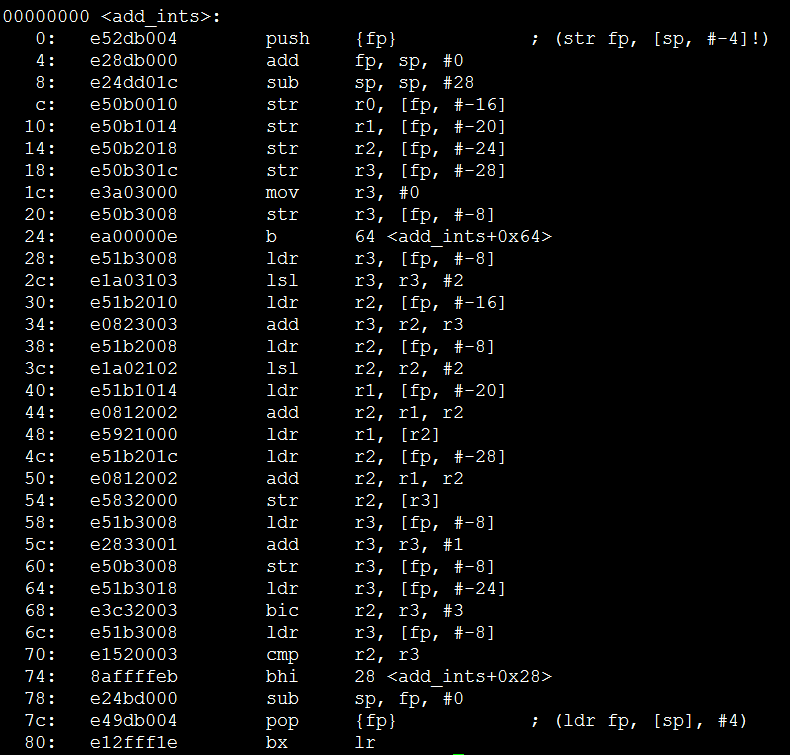 00000000 <add_ints>:
0: e52db004 push {fp} ; (str fp, [sp, #-4]!)
4: e28db000 add fp, sp, #0
8: e24dd01c sub sp, sp, #28
c: e50b0010 str r0, [fp, #-16]
10: e50b1014 str r1, [fp, #-20]
14: e50b2018 str r2, [fp, #-24]
18: e50b301c str r3, [fp, #-28]
1c: e3a03000 mov r3, #0
20: e50b3008 str r3, [fp, #-8]
24: ea00000e b 64 <add_ints+0x64>
28: e51b3008 ldr r3, [fp, #-8]
2c: e1a03103 lsl r3, r3, #2
30: e51b2010 ldr r2, [fp, #-16]
34: e0823003 add r3, r2, r3
38: e51b2008 ldr r2, [fp, #-8]
3c: e1a02102 lsl r2, r2, #2
40: e51b1014 ldr r1, [fp, #-20]
44: e0812002 add r2, r1, r2
48: e5921000 ldr r1, [r2]
4c: e51b201c ldr r2, [fp, #-28]
50: e0812002 add r2, r1, r2
54: e5832000 str r2, [r3]
58: e51b3008 ldr r3, [fp, #-8]
5c: e2833001 add r3, r3, #1
60: e50b3008 str r3, [fp, #-8]
64: e51b3018 ldr r3, [fp, #-24]
68: e3c32003 bic r2, r3, #3
6c: e51b3008 ldr r3, [fp, #-8]
70: e1520003 cmp r2, r3
74: 8affffeb bhi 28 <add_ints+0x28>
78: e24bd000 sub sp, fp, #0
7c: e49db004 pop {fp} ; (ldr fp, [sp], #4)
80: e12fff1e bx lr